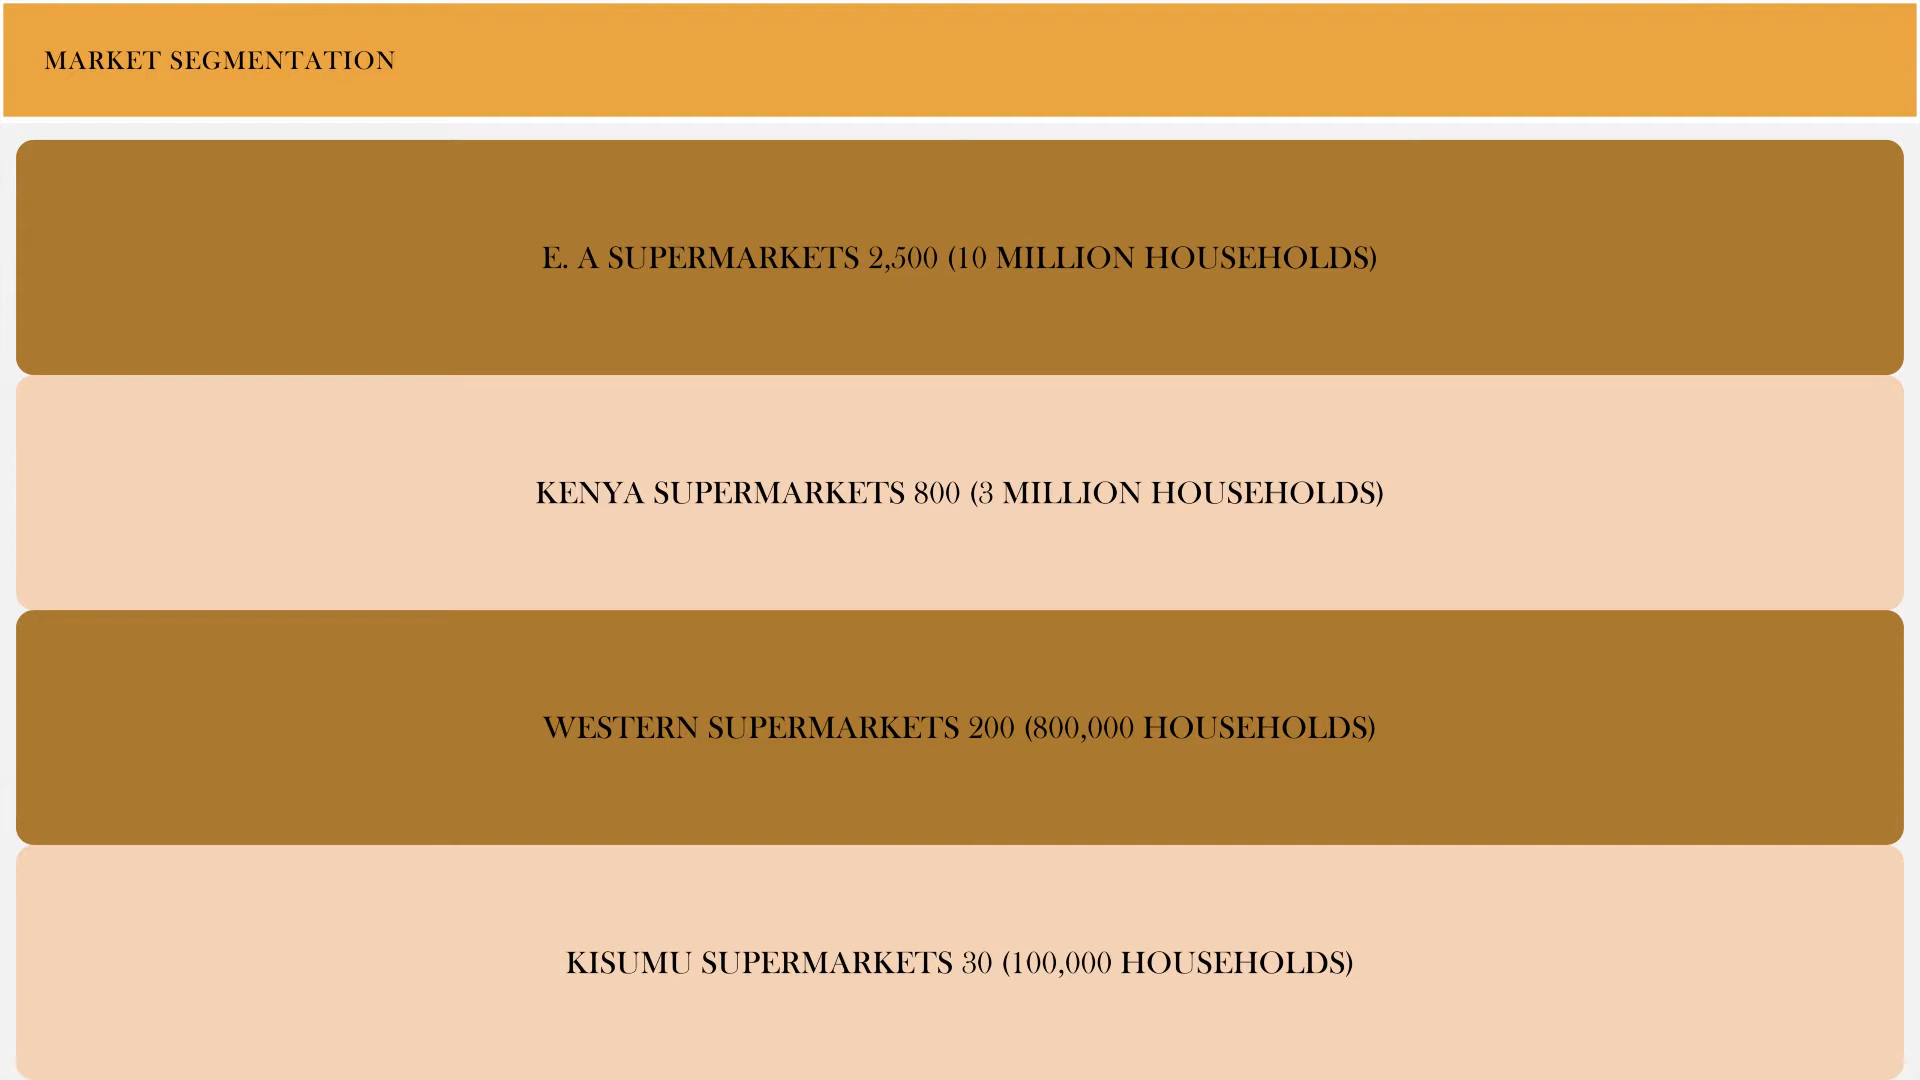 MARKET SEGMENTATION
E. A SUPERMARKETS 2,500 (10 MILLION HOUSEHOLDS)
KENYA SUPERMARKETS 800 (3 MILLION HOUSEHOLDS)
WESTERN SUPERMARKETS 200 (800,000 HOUSEHOLDS)
KISUMU SUPERMARKETS 30 (100,000 HOUSEHOLDS)